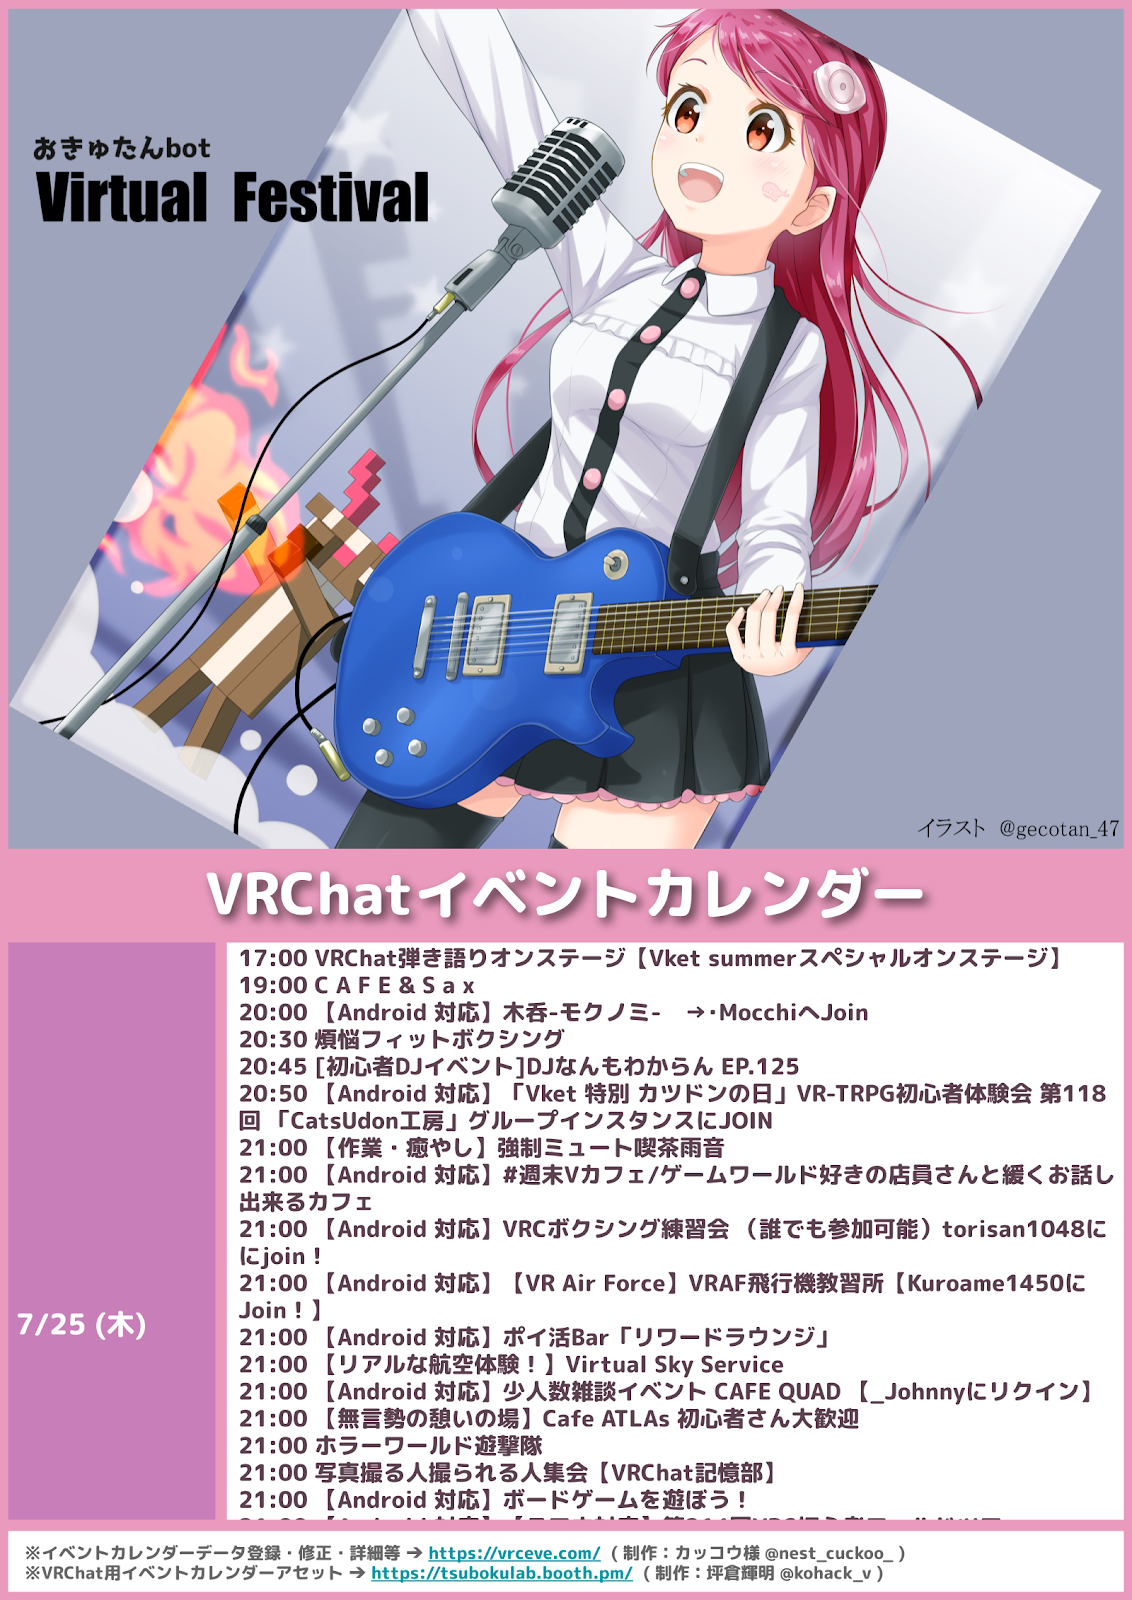 おきゅたんbot
Virtual Festival
イラスト @gecotan_47
VRChatイベントカレンダー
7/25 (木)
17:00 VRChat弾き語りオンステージ【Vket summerスペシャルオンステージ】
19:00 C A F E & S a x
20:00 【Android 対応】木呑-モクノミ- →･MocchiへJoin
20:30 煩悩フィットボクシング
20:45 [初心者DJイベント]DJなんもわからん EP.125
20:50 【Android 対応】「Vket 特別 カツドンの日」VR-TRPG初心者体験会 第118
回 「CatsUdon工房」グループインスタンスにJOIN
21:00 【作業・癒やし】強制ミュート喫茶雨音
21:00 【Android 対応】#週末Vカフェ/ゲームワールド好きの店員さんと緩くお話し
出来るカフェ
21:00 【Android 対応】VRCボクシング練習会 （誰でも参加可能）torisan1048に
にjoin！
21:00 【Android 対応】【VR Air Force】VRAF飛行機教習所【Kuroame1450に
Join！】
21:00 【Android 対応】ポイ活Bar「リワードラウンジ」
21:00 【リアルな航空体験！】Virtual Sky Service
21:00 【Android 対応】少人数雑談イベント CAFE QUAD 【_Johnnyにリクイン】
21:00 【無言勢の憩いの場】Cafe ATLAs 初心者さん大歓迎
21:00 ホラーワールド遊撃隊
21:00 写真撮る人撮られる人集会【VRChat記憶部】
21:00 【Android 対応】ボードゲームを遊ぼう！
※イベントカレンダーデータ登録・修正・詳細等 → https://vrceve.com/ （制作：カッコウ様 @nest_cuckoo_ ）
※VRChat用イベントカレンダーアセット → https://tsubokulab.booth.pm/ （制作：坪倉輝明 @kohack_v ）